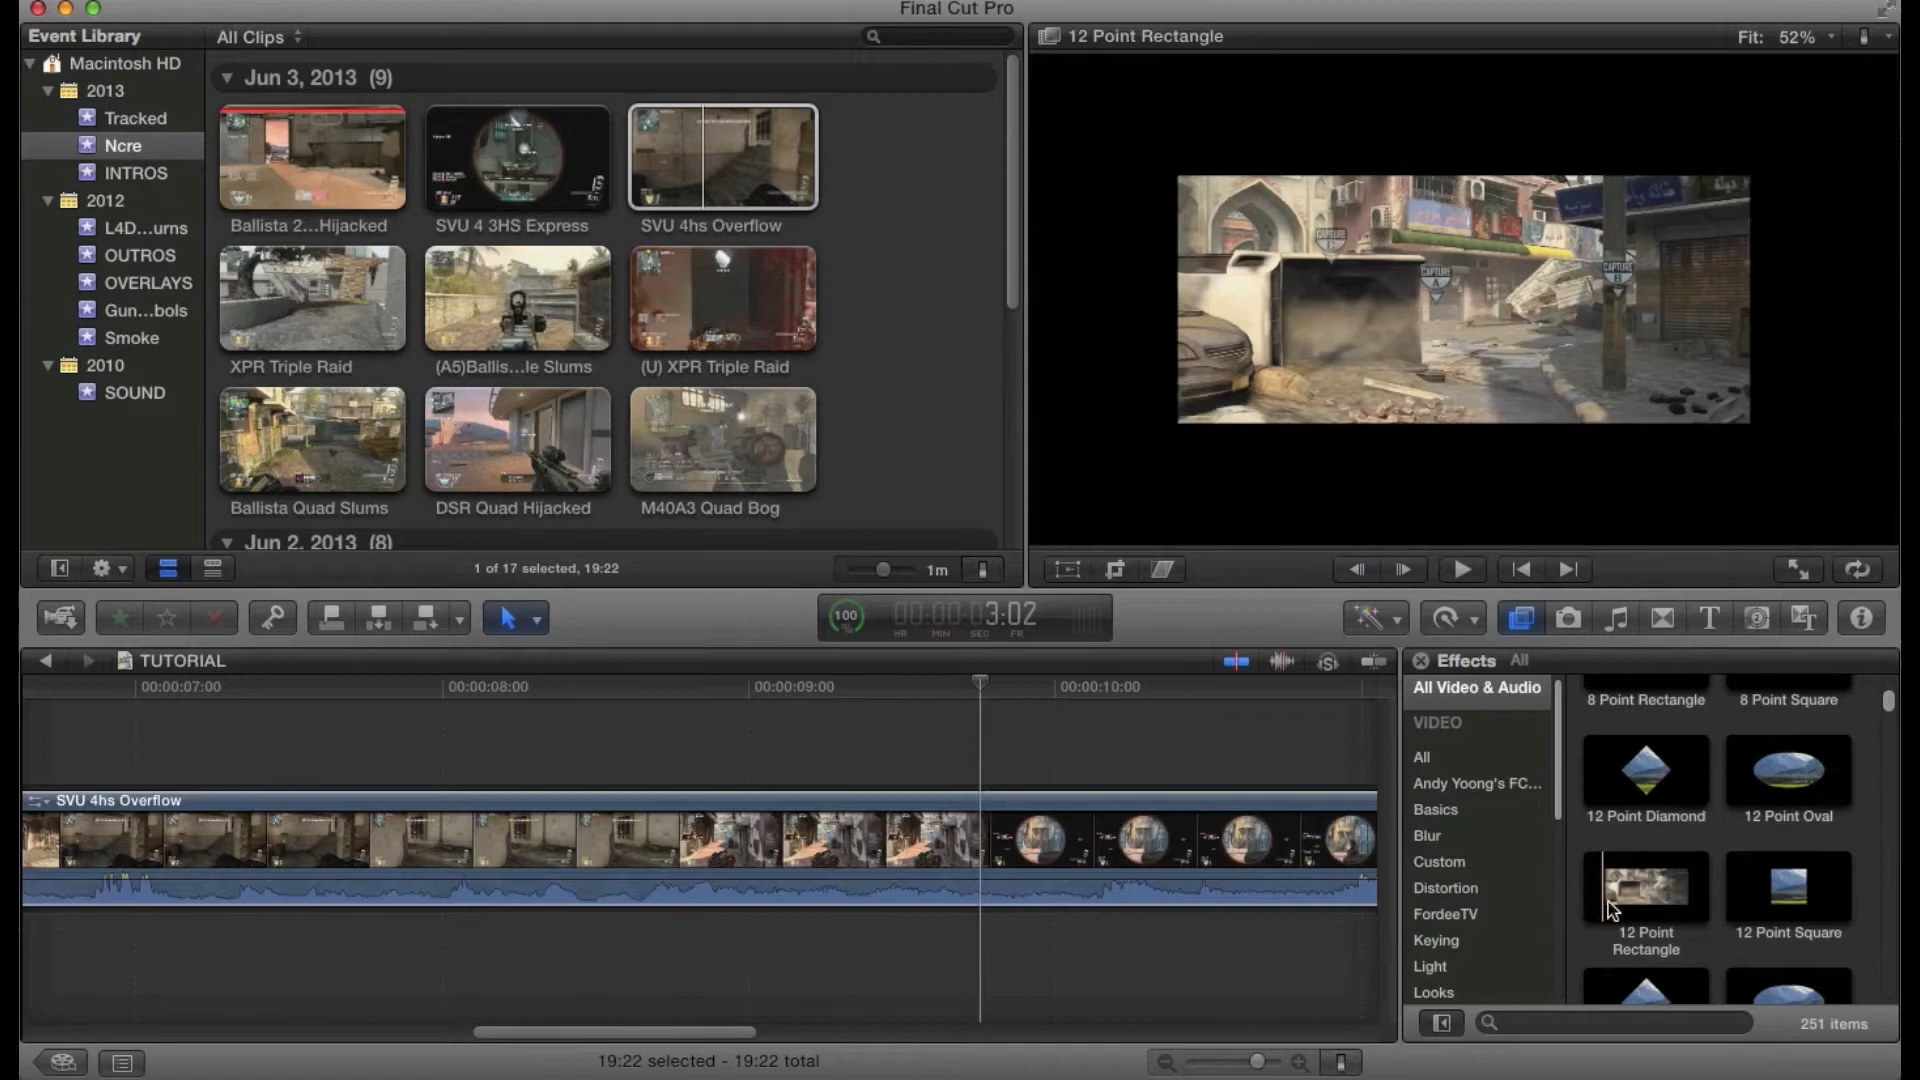 Final Cut Pro
Event Library
All Clips
12 Point Rectangle
Fit: 52%
Macintosh HD
2013
Tracked
Ncre
INTROS
2012
L4D...urns
OUTROS
OVERLAYS
Gun...bols
Smoke
2010
SOUND
Jun 3, 2013 (9)
Ballista 2...Hijacked
SVU 4 3HS Express
SVU 4hs Overflow
XPR Triple Raid
(A5)Ballis...le Slums
(U) XPR Triple Raid
Ballista Quad Slums
DSR Quad Hijacked
M40A3 Quad Bog
Jun 2, 2013 (8)
CAPTURE
CAPTURE
A
CAPTURE
1 of 17 selected, 19:22
1m
100
%
00:00:03:02
HR MIN SEC FR
TUTORIAL
00:00:07:00
00:00:08:00
00:00:09:00
00:00:10:00
SVU 4hs Overflow
Effects All
All Video & Audio
VIDEO
All
Andy Yoong's FC...
Basics
Blur
Custom
Distortion
FordeeTV
Keying
Light
Looks
8 Point Rectangle
8 Point Square
12 Point Diamond
12 Point Oval
12 Point
Rectangle
12 Point Square
251 items
19:22 selected - 19:22 total